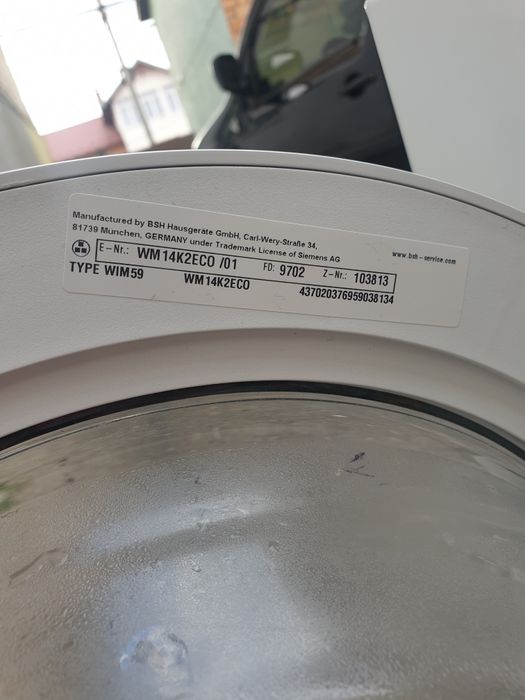 Manufactured by BSH Hausgeräte GmbH, Carl-Wery-Straße 34,
81739 Munchen, GERMANY under Trademark License of Siemens AG
www.bsh-service.com
E-Nr.: WM14K2ECO /01 FD: 9702 Z-Nr.: 103813
TYPE WIM59 WM14K2ECO 437020376959038134